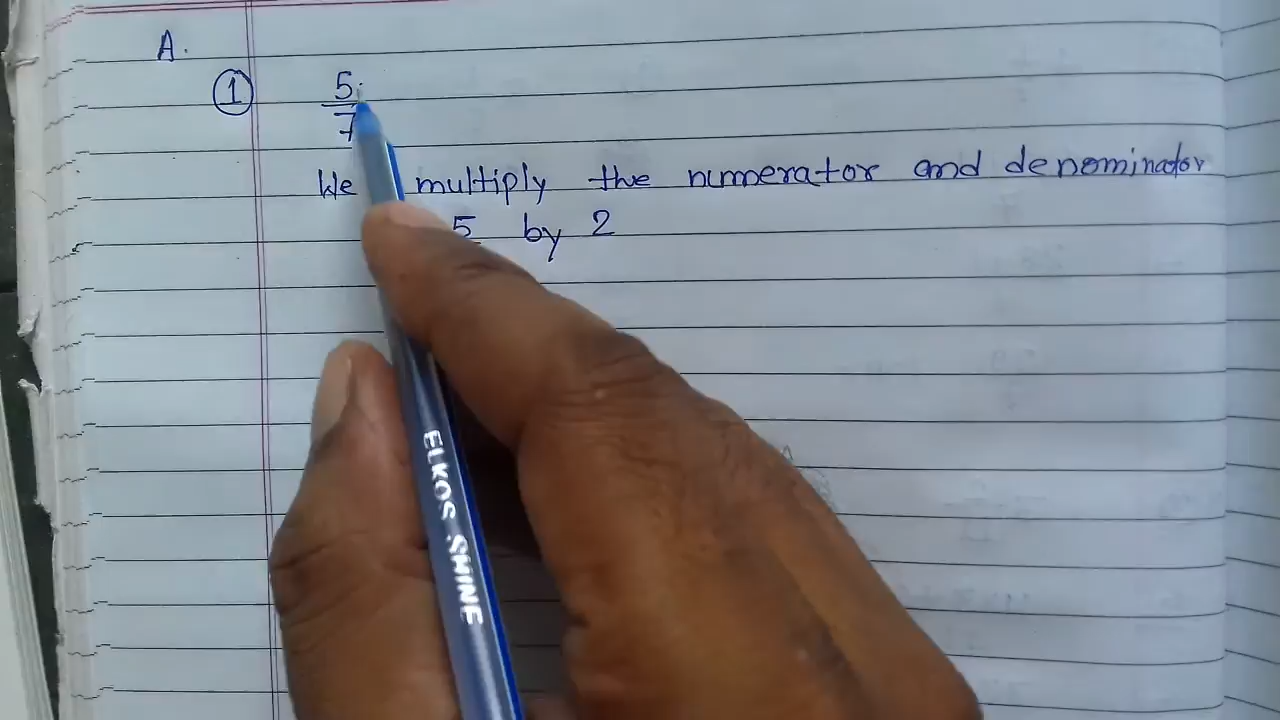 A.
1
5
7
We multiply the numerator and denominator
5 by 2
ELKOS SHINE